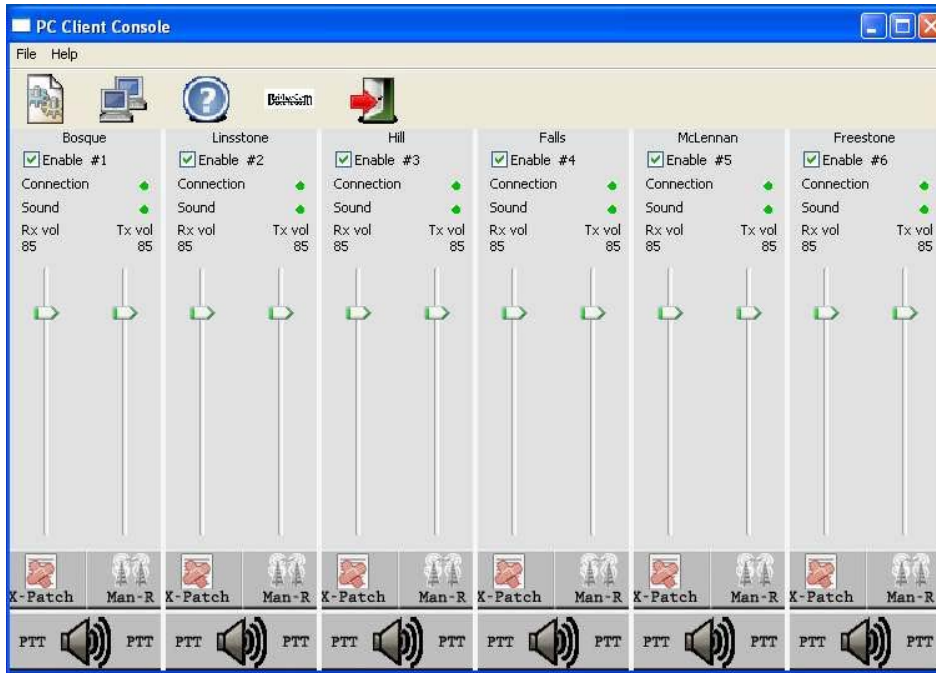 PC Client Console
File Help
Bosque
Enable #1
Connection
Sound
Rx vol Tx vol
85 85
X-Patch Man-R
PTT PTT
Linsstone
Enable #2
Connection
Sound
Rx vol Tx vol
85 85
X-Patch Man-R
PTT PTT
Hill
Enable #3
Connection
Sound
Rx vol Tx vol
85 85
X-Patch Man-R
PTT PTT
Falls
Enable #4
Connection
Sound
Rx vol Tx vol
85 85
X-Patch Man-R
PTT PTT
McLennan
Enable #5
Connection
Sound
Rx vol Tx vol
85 85
X-Patch Man-R
PTT PTT
Freestone
Enable #6
Connection
Sound
Rx vol Tx vol
85 85
X-Patch Man-R
PTT PTT